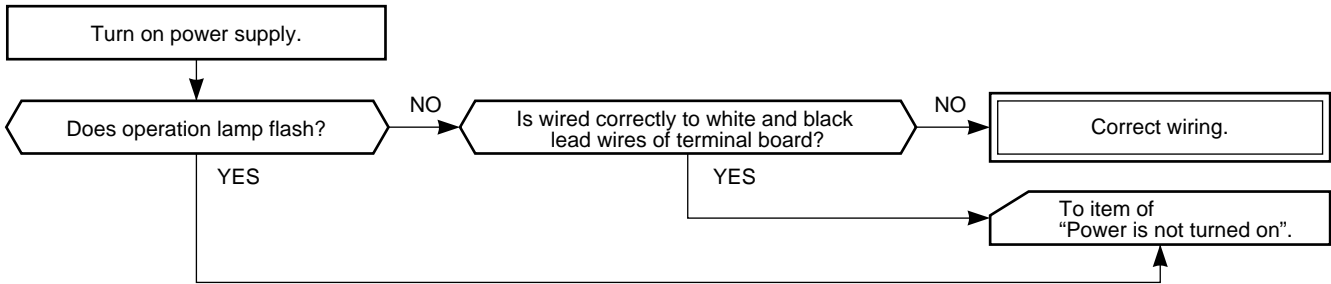 Turn on power supply.
Does operation lamp flash?
NO
Is wired correctly to white and black
lead wires of terminal board?
NO
Correct wiring.
YES
YES
To item of
“Power is not turned on”.